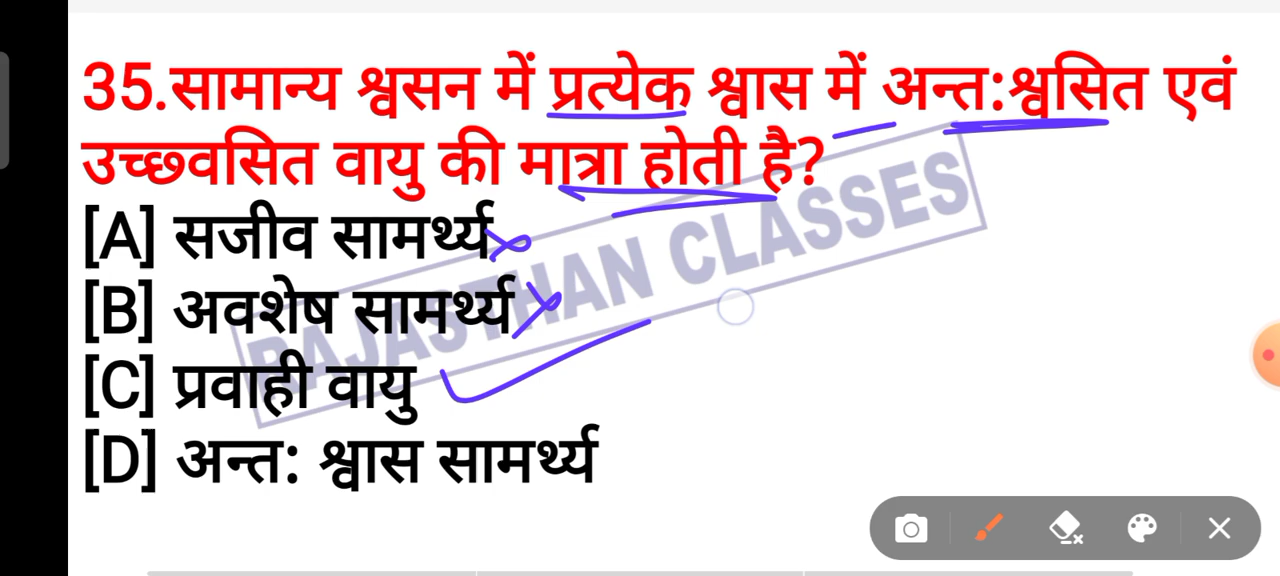 35.सामान्य श्वसन में प्रत्येक श्वास में अन्त:श्वसित एवं
उच्छवसित वायु की मात्रा होती है?
[A] सजीव सामर्थ्य
[B] अवशेष सामर्थ्य
[C] प्रवाही वायु
[D] अन्त: श्वास सामर्थ्य
RAJASTHAN CLASSES